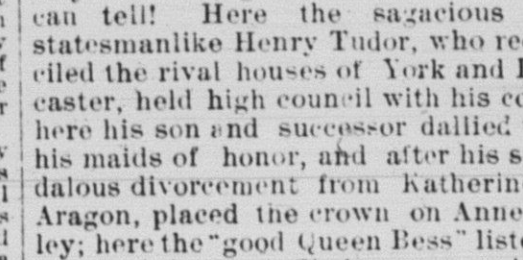 can tell! Here the sagacious
statesmanlike Henry Tudor, who re
ciled the rival houses of York and
caster, held high council with his co
here his son and successor dallied
his maids of honor, and after his s
dalous divorcement from Katherin
Aragon, placed the crown on Anne
ley; here the "good Queen Bess" liste